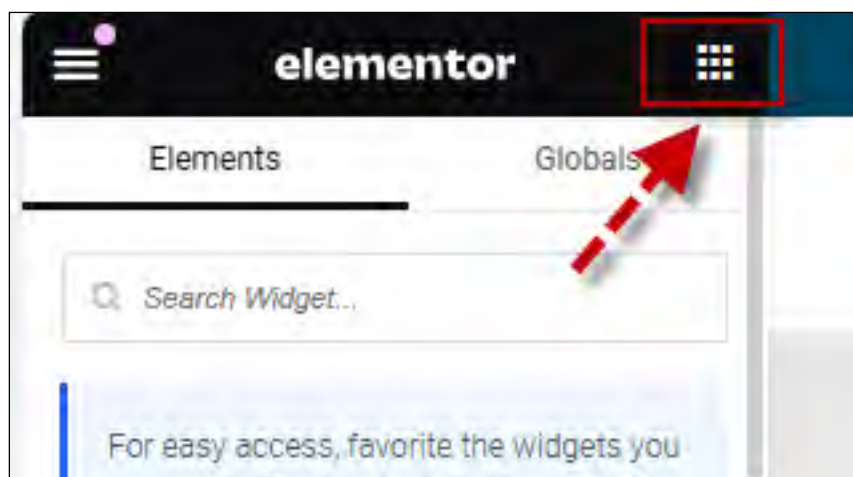 elementor
Elements Globals
Search Widget...
For easy access, favorite the widgets you